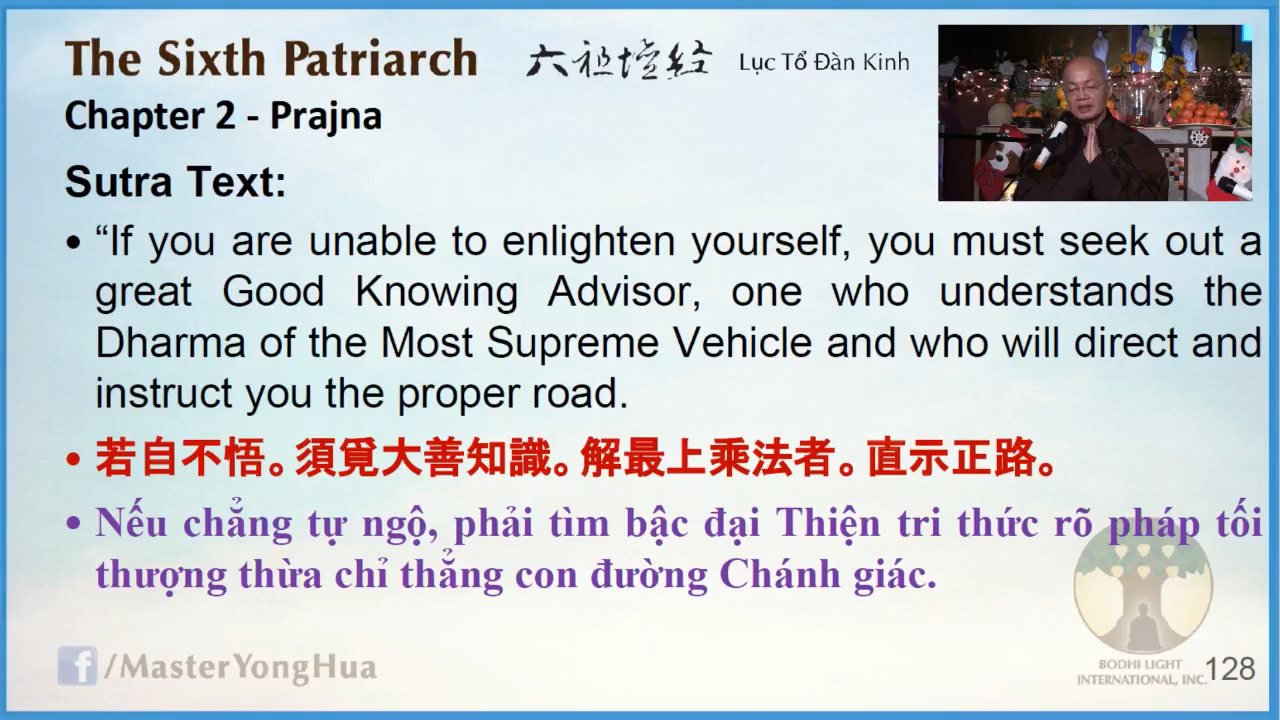 The Sixth Patriarch 六祖壇经 Lục Tổ Đàn Kinh
Chapter 2 - Prajna
Sutra Text:
• “If you are unable to enlighten yourself, you must seek out a
great Good Knowing Advisor, one who understands the
Dharma of the Most Supreme Vehicle and who will direct and
instruct you the proper road.
• 若自不悟。須覓大善知識。解最上乘法者。直示正路。
• Nếu chẳng tự ngộ, phải tìm bậc đại Thiện tri thức rõ pháp tối
thượng thừa chỉ thẳng con đường Chánh giác.
f/MasterYongHua
BODHI LIGHT
INTERNATIONAL, INC.
128